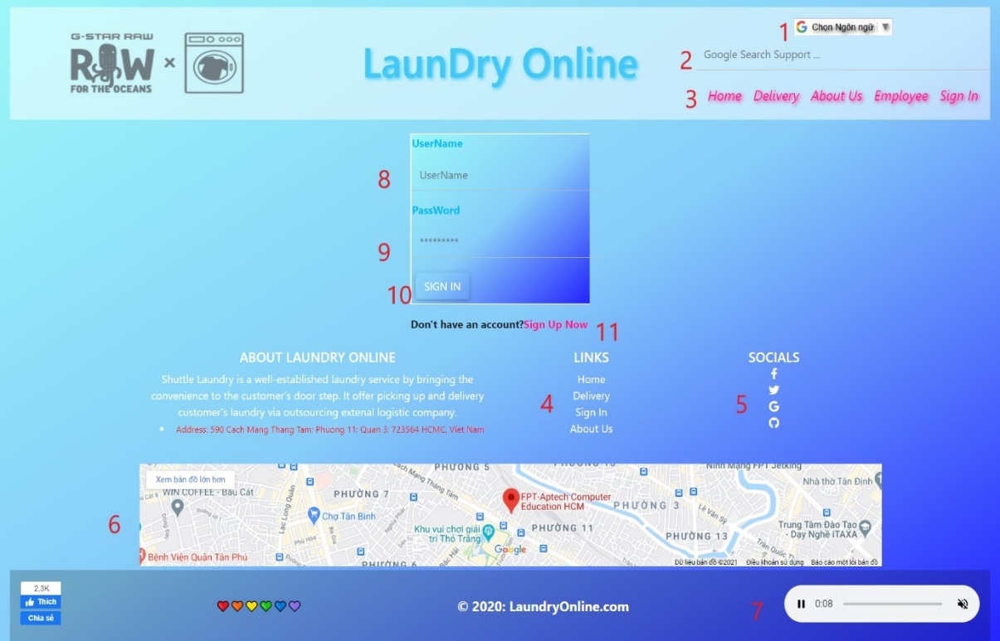 G-STAR RAW
RAW
FOR THE OCEANS
x
LaunDry Online
1
Chọn Ngôn ngữ ▼
2
Google Search Support ...
3
Home Delivery About Us Employee Sign In
UserName
8
UserName
PassWord
9
*********
10
SIGN IN
Don't have an account?Sign Up Now
11
ABOUT LAUNDRY ONLINE
Shuttle Laundry is a well-established laundry service by bringing the
convenience to the customer's door step. It offer picking up and delivery
customer's laundry via outsourcing extenal logistic company.
• Address: 590 Cach Mang Thang Tam; Phuong 11; Quan 3; 723564 HCMC, Viet Nam
LINKS
4
Home
Delivery
Sign In
About Us
SOCIALS
5
6
Xem bản đồ lớn hơn
WIN COFFEE - Bàu Cát
PHƯỜNG 5
PHƯỜNG 15
Ninh Mạng FPT Jetking
Nhà thờ Tân Định
Cách Mạng Tháng Tám
Lạc Long Quân
PHƯỜNG 7
Chợ Tân Bình
FPT-Aptech Computer
Education HCM
PHƯỜNG 3
Lê Văn Sỹ
Khu vui chơi giải
trí Thỏ Trắng
PHƯỜNG 11
PHƯỜNG 13
Trung Tâm Đào Tạo
- Dạy Nghề iTAXA
Google
Bệnh Viện Quận Tân Phú
PHƯỜNG 6
Dữ liệu bản đồ ©2021 Điều khoản sử dụng Báo cáo một lỗi bản đồ
2,3K
Thích
Chia sẻ
© 2020: LaundryOnline.com
7
0:08